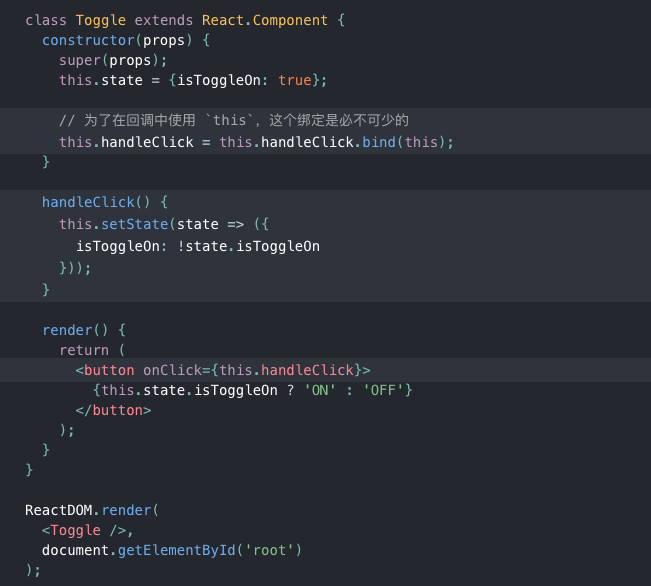 class Toggle extends React.Component {
  constructor(props) {
    super(props);
    this.state = {isToggleOn: true};
    // 为了在回调中使用 `this`，这个绑定是必不可少的
    this.handleClick = this.handleClick.bind(this);
  }
  handleClick() {
    this.setState(state => ({
      isToggleOn: !state.isToggleOn
    }));
  }
  render() {
    return (
      <button onClick={this.handleClick}>
        {this.state.isToggleOn ? 'ON' : 'OFF'}
      </button>
    );
  }
}
ReactDOM.render(
  <Toggle />,
  document.getElementById('root')
);